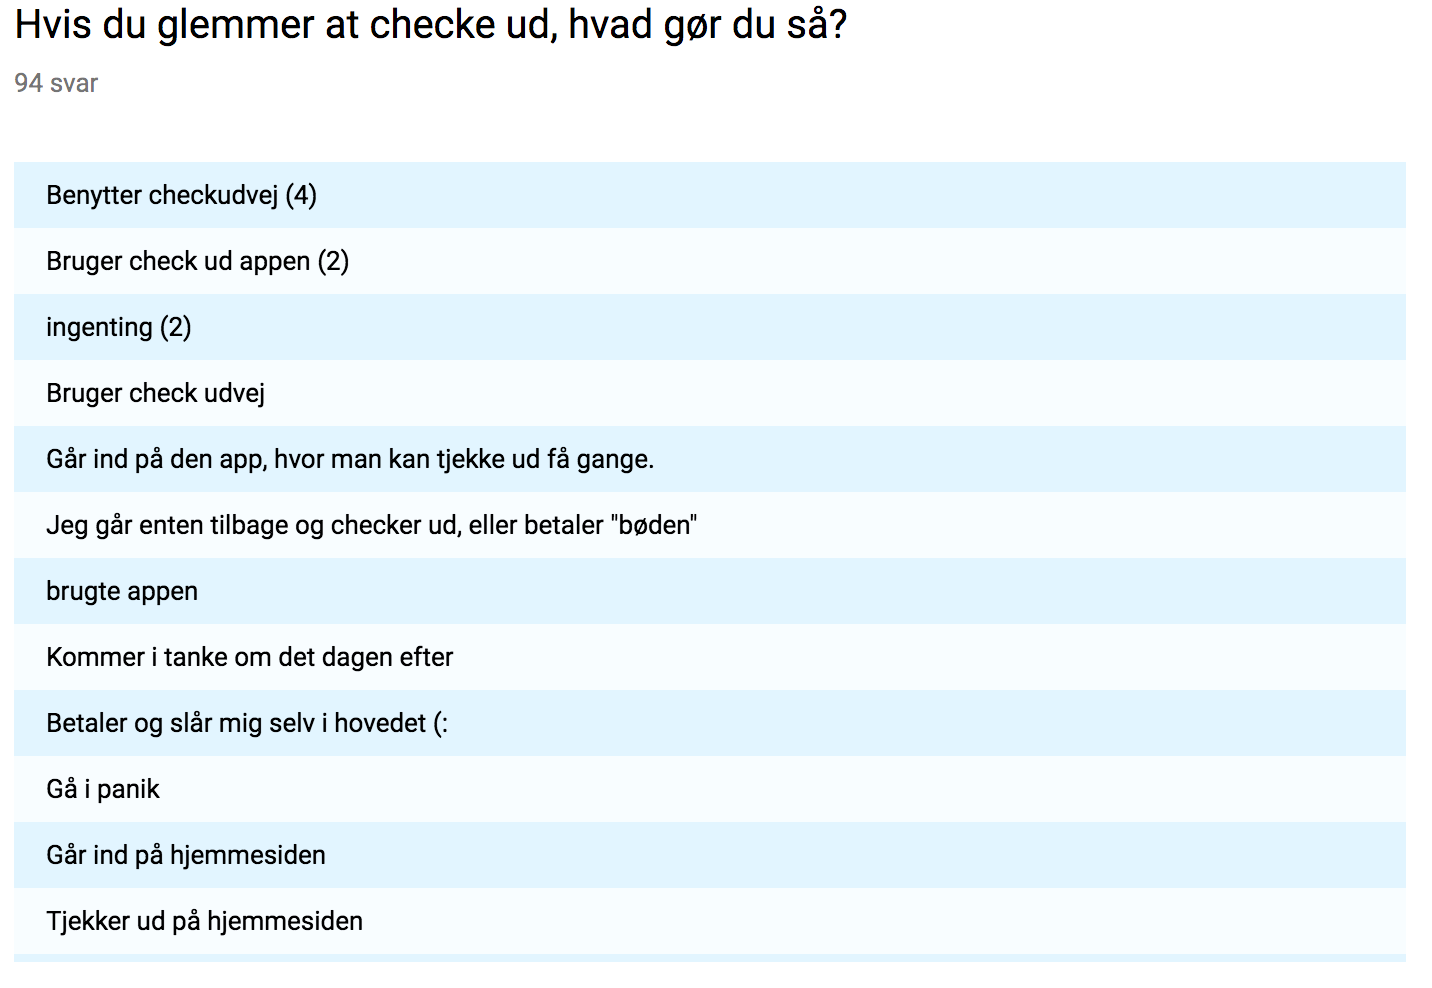 Hvis du glemmer at checke ud, hvad gør du så?
94 svar
Benytter checkudvej (4)
Bruger check ud appen (2)
ingenting (2)
Bruger check udvej
Går ind på den app, hvor man kan tjekke ud få gange.
Jeg går enten tilbage og checker ud, eller betaler "bøden"
brugte appen
Kommer i tanke om det dagen efter
Betaler og slår mig selv i hovedet (:
Gå i panik
Går ind på hjemmesiden
Tjekker ud på hjemmesiden